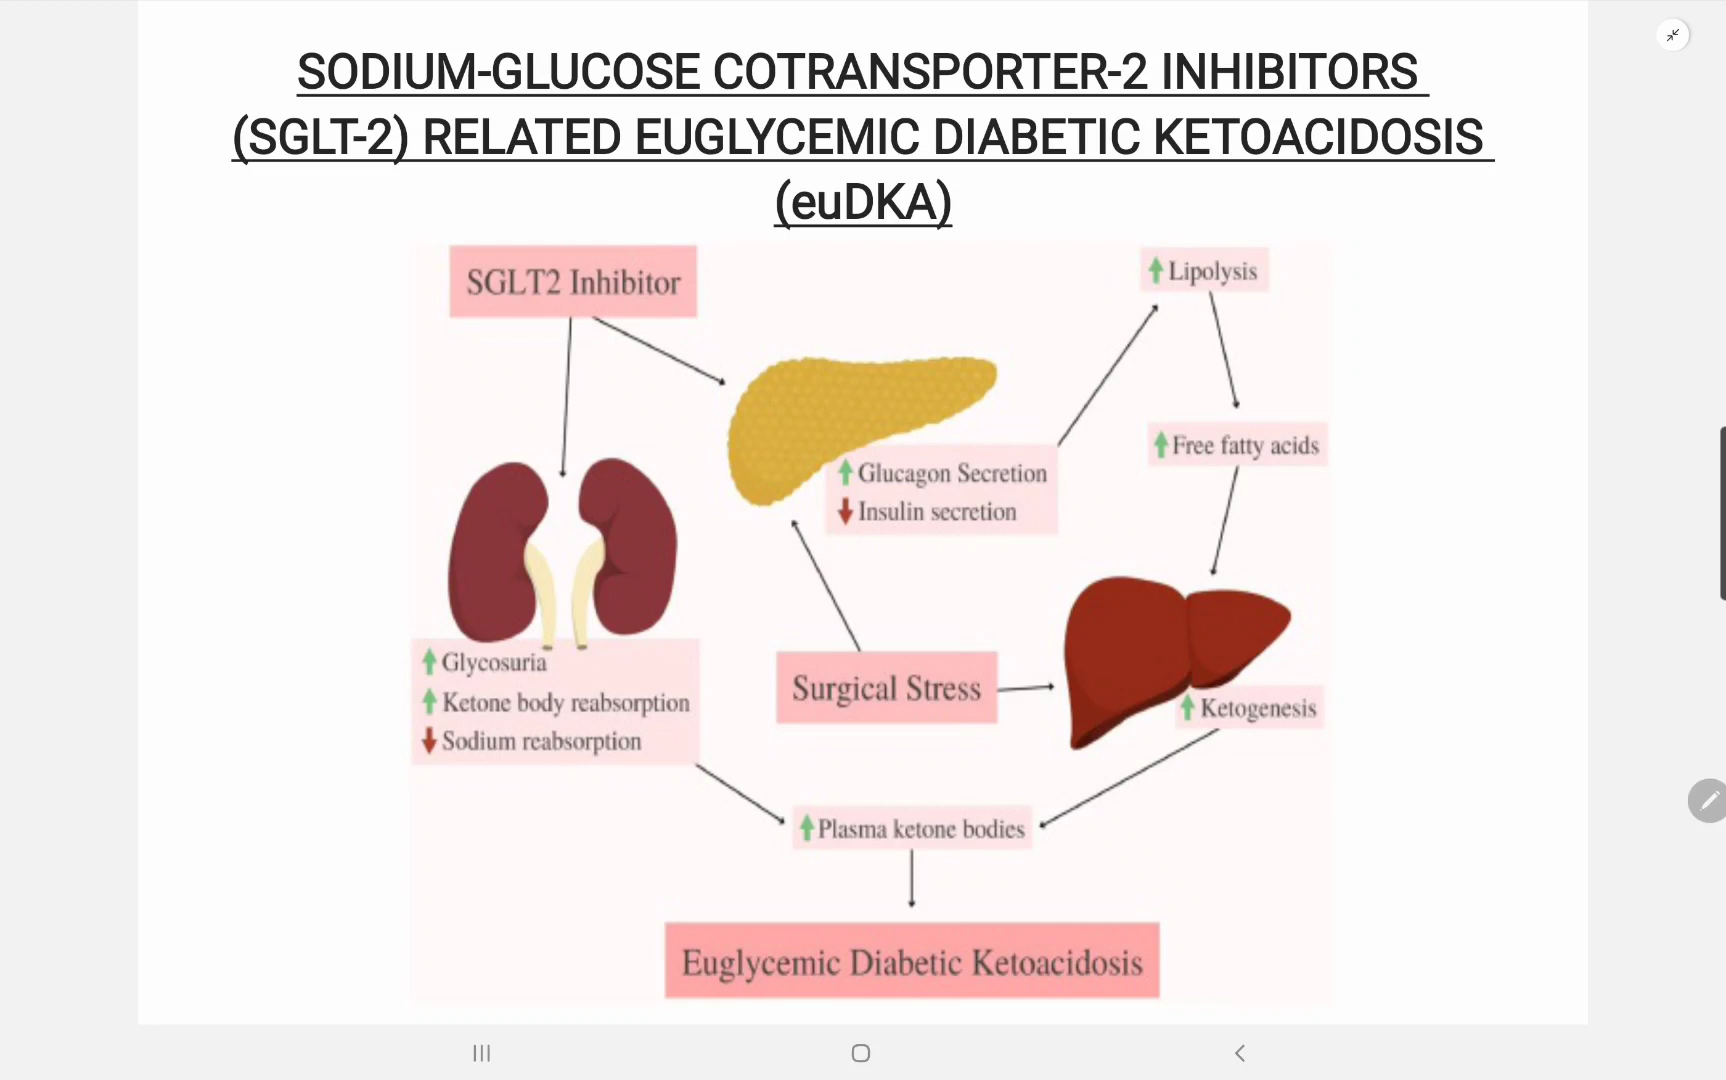 SODIUM-GLUCOSE COTRANSPORTER-2 INHIBITORS
(SGLT-2) RELATED EUGLYCEMIC DIABETIC KETOACIDOSIS
(euDKA)
SGLT2 Inhibitor
Lipolysis
Free fatty acids
Glucagon Secretion
Insulin secretion
Glycosuria
Ketone body reabsorption
Sodium reabsorption
Surgical Stress
Ketogenesis
Plasma ketone bodies
Euglycemic Diabetic Ketoacidosis